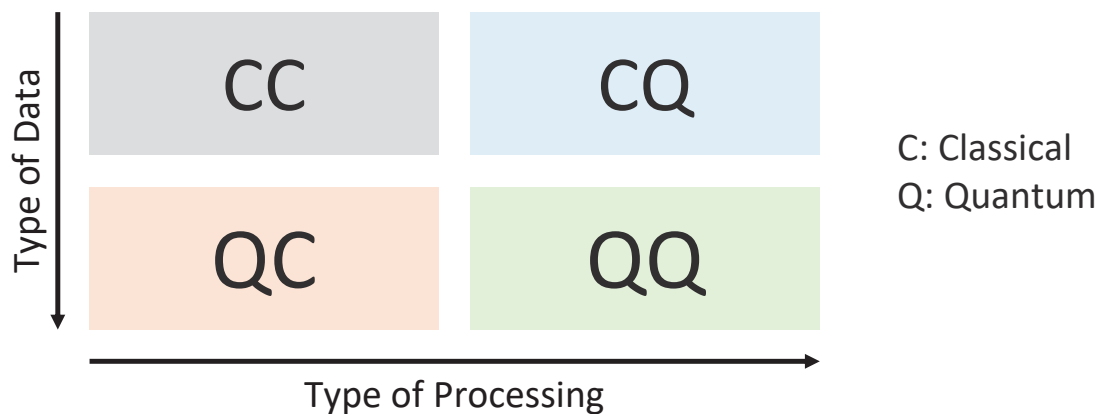 Type of Data
CC
CQ
QC
QQ
C: Classical
Q: Quantum
Type of Processing